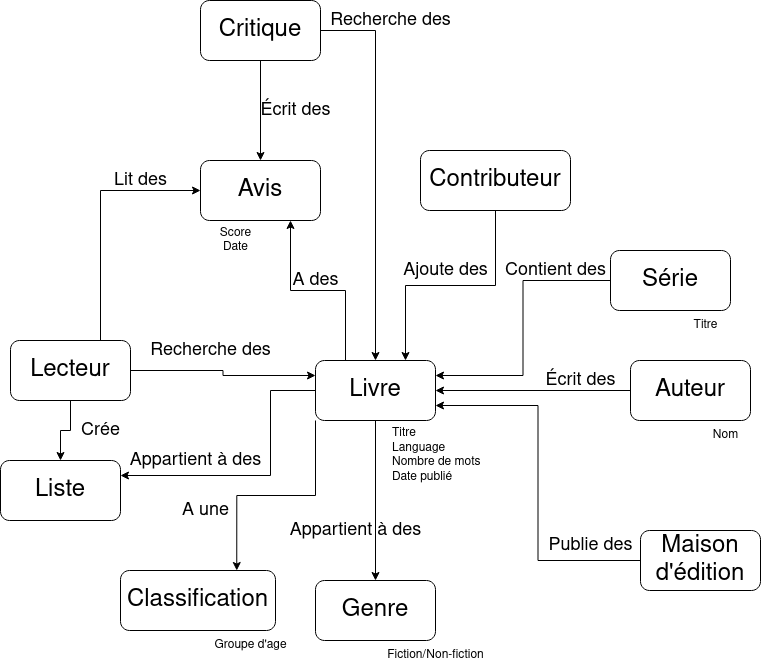 Critique
Recherche des
Écrit des
Lit des
Avis
Contributeur
Score
Date
A des
Ajoute des
Contient des
Série
Titre
Lecteur
Recherche des
Livre
Écrit des
Auteur
Crée
Titre
Language
Nombre de mots
Date publié
Nom
Appartient à des
Liste
A une
Appartient à des
Publie des
Maison
d'édition
Classification
Genre
Groupe d'age
Fiction/Non-fiction